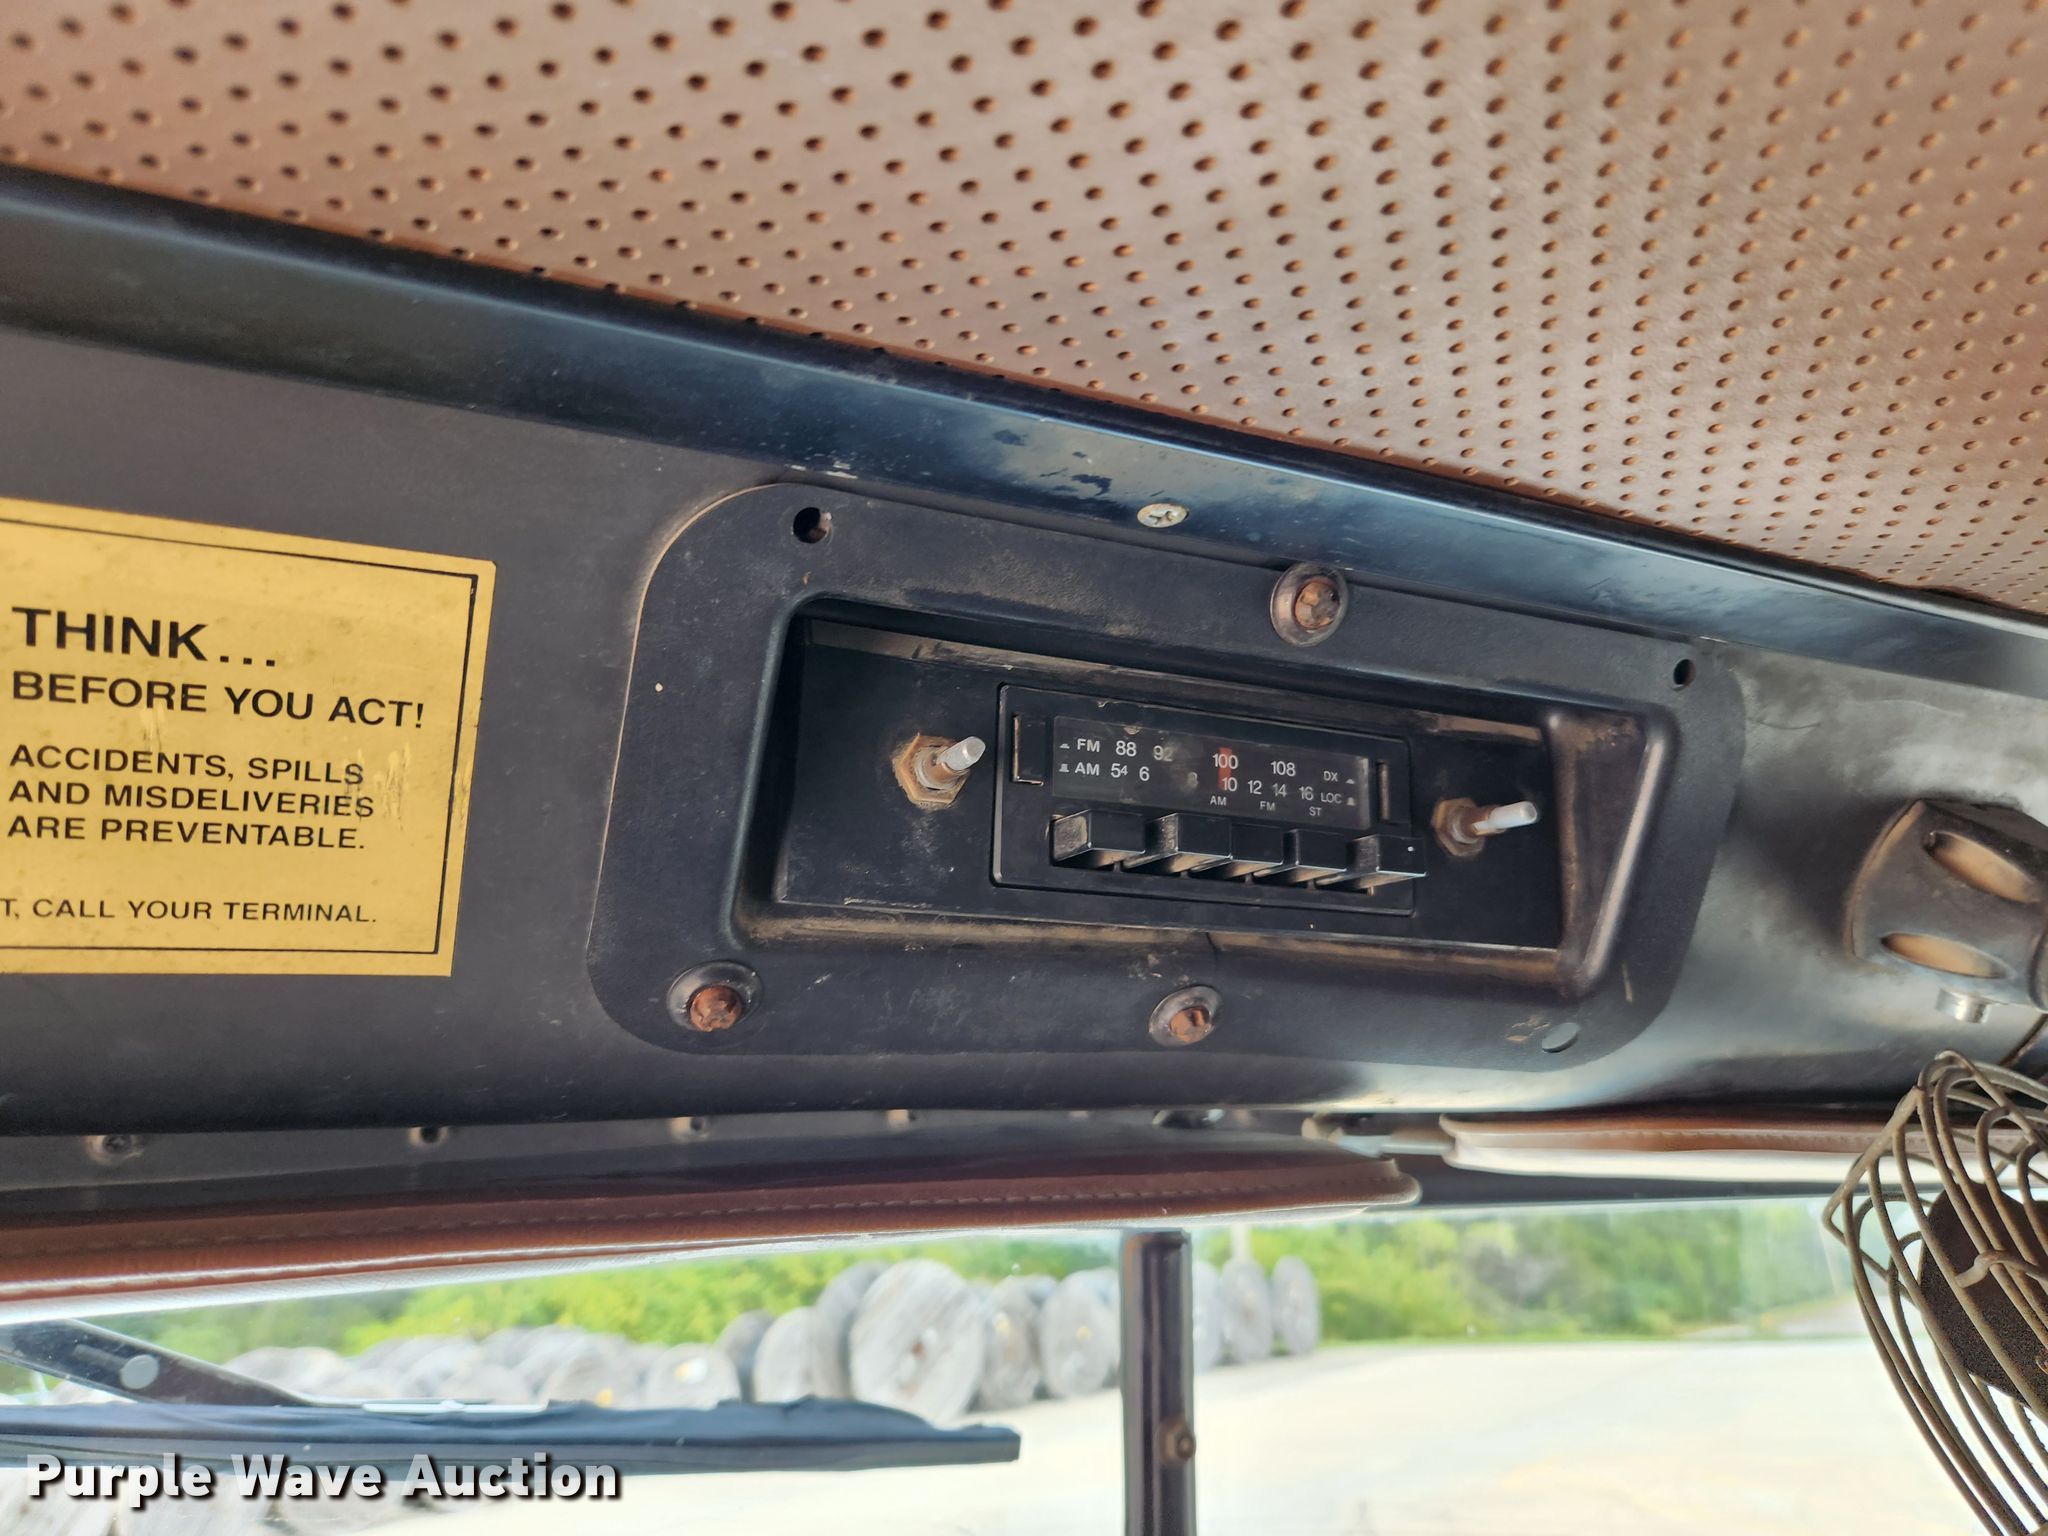 THINK...
BEFORE YOU ACT!
ACCIDENTS, SPILLS
AND MISDELIVERIES
ARE PREVENTABLE.
T, CALL YOUR TERMINAL.
FM 88 92 100 108 DX
AM 54 6 8 10 12 14 16 LOC
AM FM ST
Purple Wave Auction